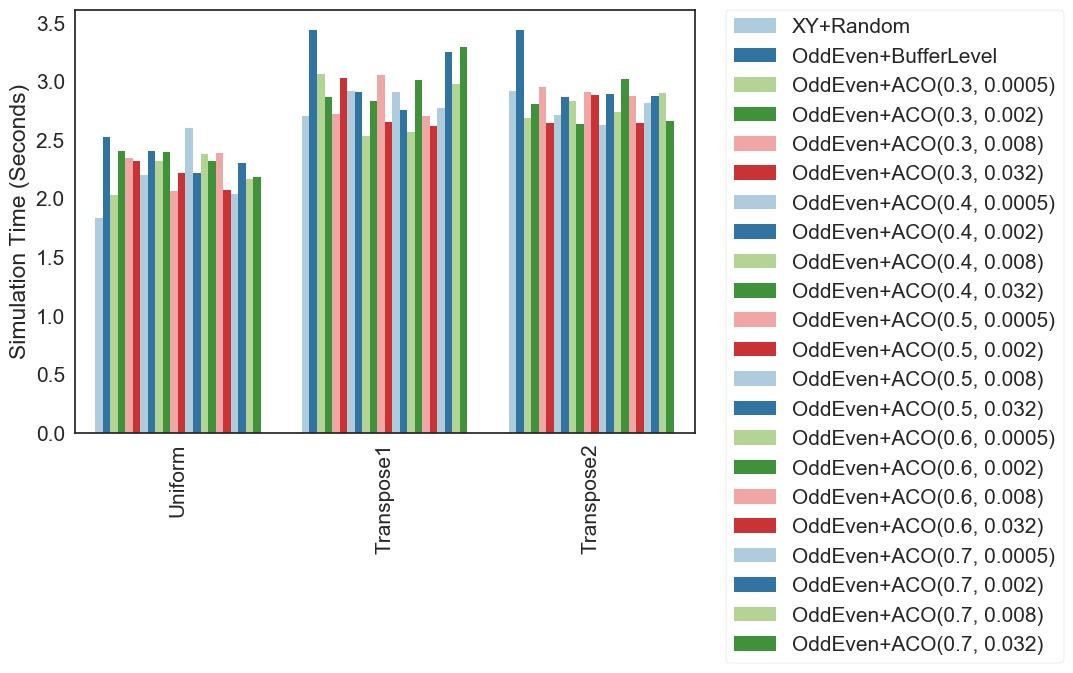 3.5
3.0
2.5
2.0
1.5
1.0
0.5
0.0
Simulation Time (Seconds)
Uniform
Transpose1
Transpose2
XY+Random
OddEven+BufferLevel
OddEven+ACO(0.3, 0.0005)
OddEven+ACO(0.3, 0.002)
OddEven+ACO(0.3, 0.008)
OddEven+ACO(0.3, 0.032)
OddEven+ACO(0.4, 0.0005)
OddEven+ACO(0.4, 0.002)
OddEven+ACO(0.4, 0.008)
OddEven+ACO(0.4, 0.032)
OddEven+ACO(0.5, 0.0005)
OddEven+ACO(0.5, 0.002)
OddEven+ACO(0.5, 0.008)
OddEven+ACO(0.5, 0.032)
OddEven+ACO(0.6, 0.0005)
OddEven+ACO(0.6, 0.002)
OddEven+ACO(0.6, 0.008)
OddEven+ACO(0.6, 0.032)
OddEven+ACO(0.7, 0.0005)
OddEven+ACO(0.7, 0.002)
OddEven+ACO(0.7, 0.008)
OddEven+ACO(0.7, 0.032)